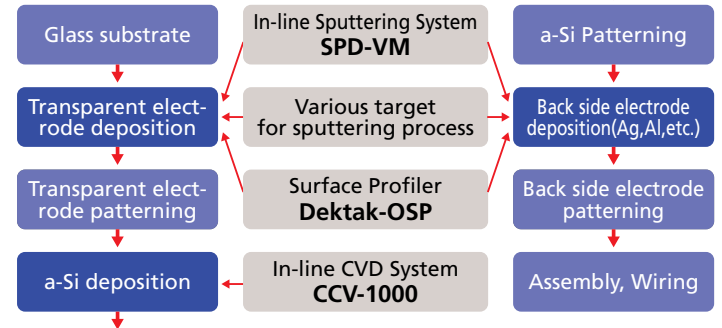 Glass substrate
Transparent elect-
rode deposition
Transparent elect-
rode patterning
a-Si deposition
In-line Sputtering System
SPD-VM
Various target
for sputtering process
Surface Profiler
Dektak-OSP
In-line CVD System
CCV-1000
a-Si Patterning
Back side electrode
deposition(Ag,Al,etc.)
Back side electrode
patterning
Assembly, Wiring